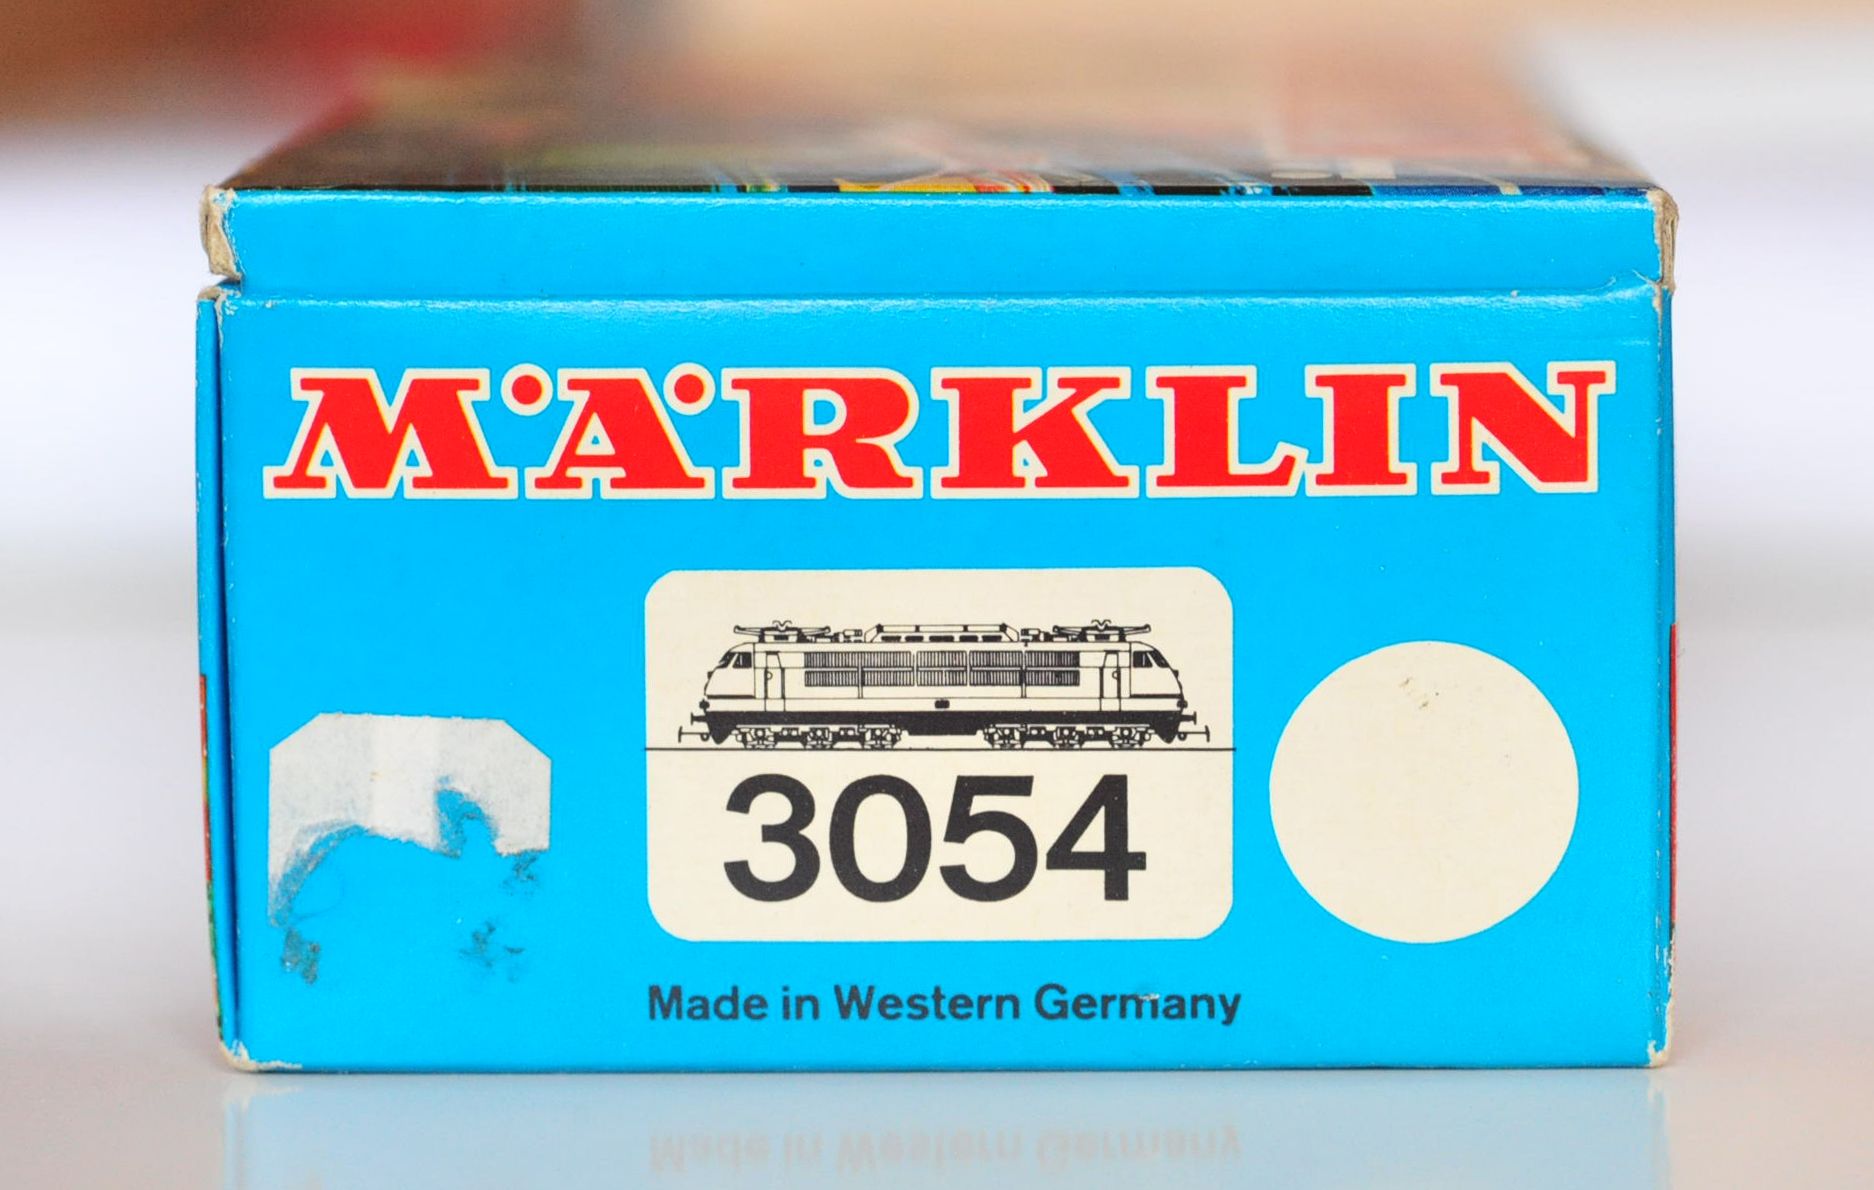 MÄRKLIN
3054
Made in Western Germany